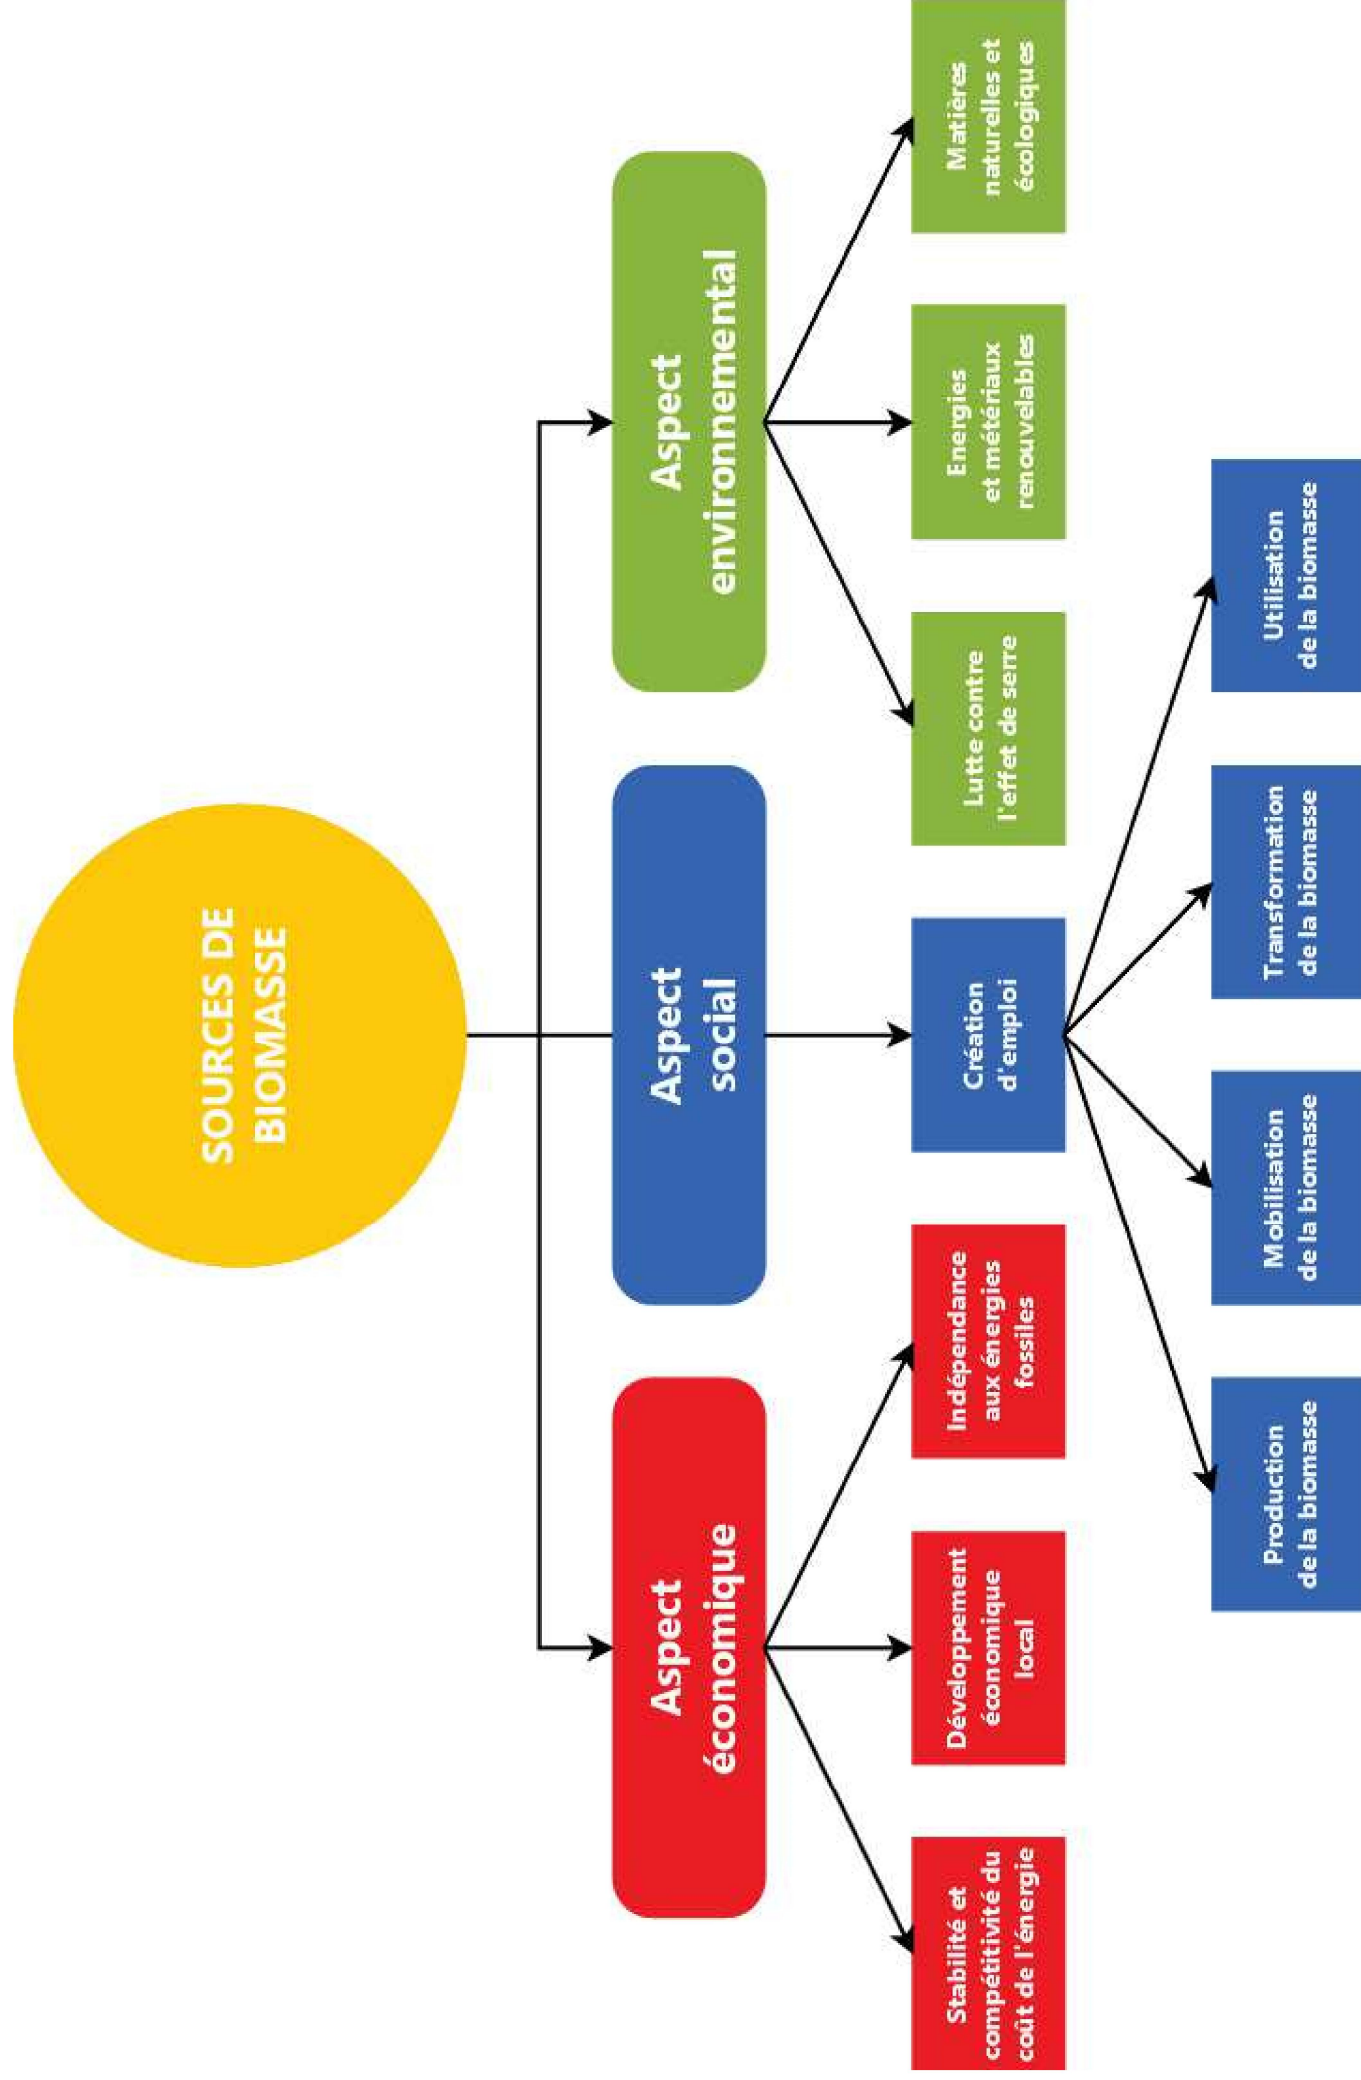 SOURCES DE
BIOMASSE
Aspect
économique
Aspect
social
Aspect
environnemental
Stabilité et
compétitivité du
coût de l'énergie
Développement
économique
local
Indépendance
aux énergies
fossiles
Création
d'emploi
Lutte contre
l'effet de serre
Energies
et métériaux
renouvelables
Matières
naturelles et
écologiques
Production
de la biomasse
Mobilisation
de la biomasse
Transformation
de la biomasse
Utilisation
de la biomasse